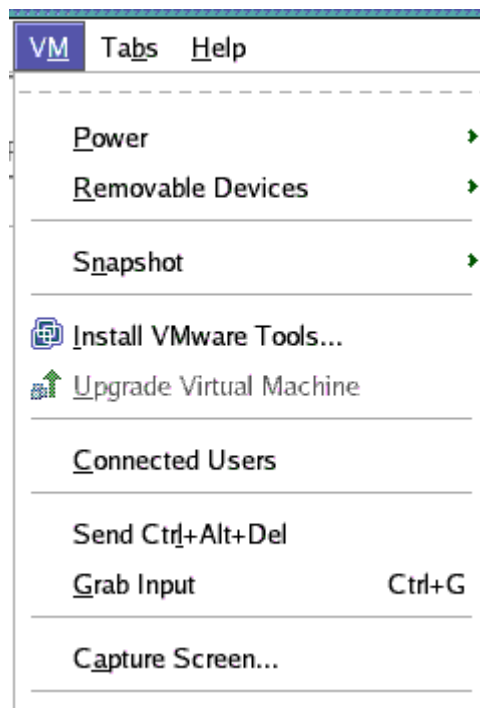 VM Tabs Help
Power
Removable Devices
Snapshot
Install VMware Tools...
Upgrade Virtual Machine
Connected Users
Send Ctrl+Alt+Del
Grab Input Ctrl+G
Capture Screen...